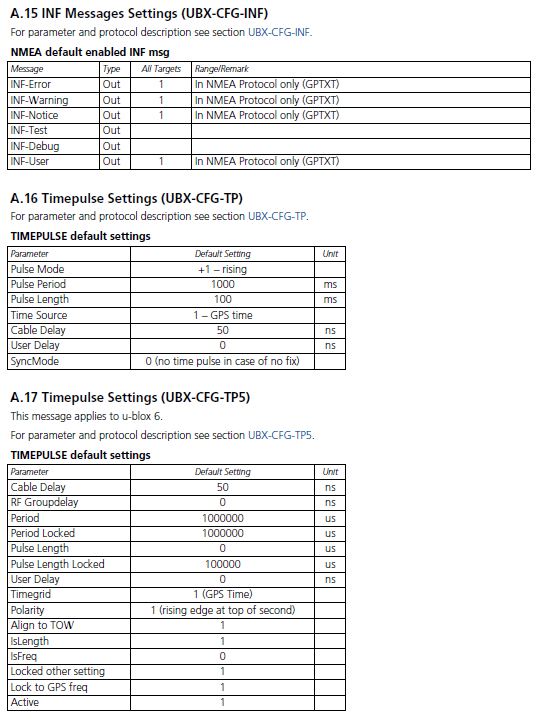 A.15 INF Messages Settings (UBX-CFG-INF)
For parameter and protocol description see section UBX-CFG-INF.
NMEA default enabled INF msg
Message Type All Targets Range/Remark
INF-Error Out 1 In NMEA Protocol only (GPTXT)
INF-Warning Out 1 In NMEA Protocol only (GPTXT)
INF-Notice Out 1 In NMEA Protocol only (GPTXT)
INF-Test Out
INF-Debug Out
INF-User Out 1 In NMEA Protocol only (GPTXT)
A.16 Timepulse Settings (UBX-CFG-TP)
For parameter and protocol description see section UBX-CFG-TP.
TIMEPULSE default settings
Parameter Default Setting Unit
Pulse Mode +1 – rising
Pulse Period 1000 ms
Pulse Length 100 ms
Time Source 1 – GPS time
Cable Delay 50 ns
User Delay 0 ns
SyncMode 0 (no time pulse in case of no fix)
A.17 Timepulse Settings (UBX-CFG-TP5)
This message applies to u-blox 6.
For parameter and protocol description see section UBX-CFG-TP5.
TIMEPULSE default settings
Parameter Default Setting Unit
Cable Delay 50 ns
RF Groupdelay 0 ns
Period 1000000 us
Period Locked 1000000 us
Pulse Length 0 us
Pulse Length Locked 100000 us
User Delay 0 ns
Timegrid 1 (GPS Time)
Polarity 1 (rising edge at top of second)
Align to TOW 1
IsLength 1
IsFreq 0
Locked other setting 1
Lock to GPS freq 1
Active 1